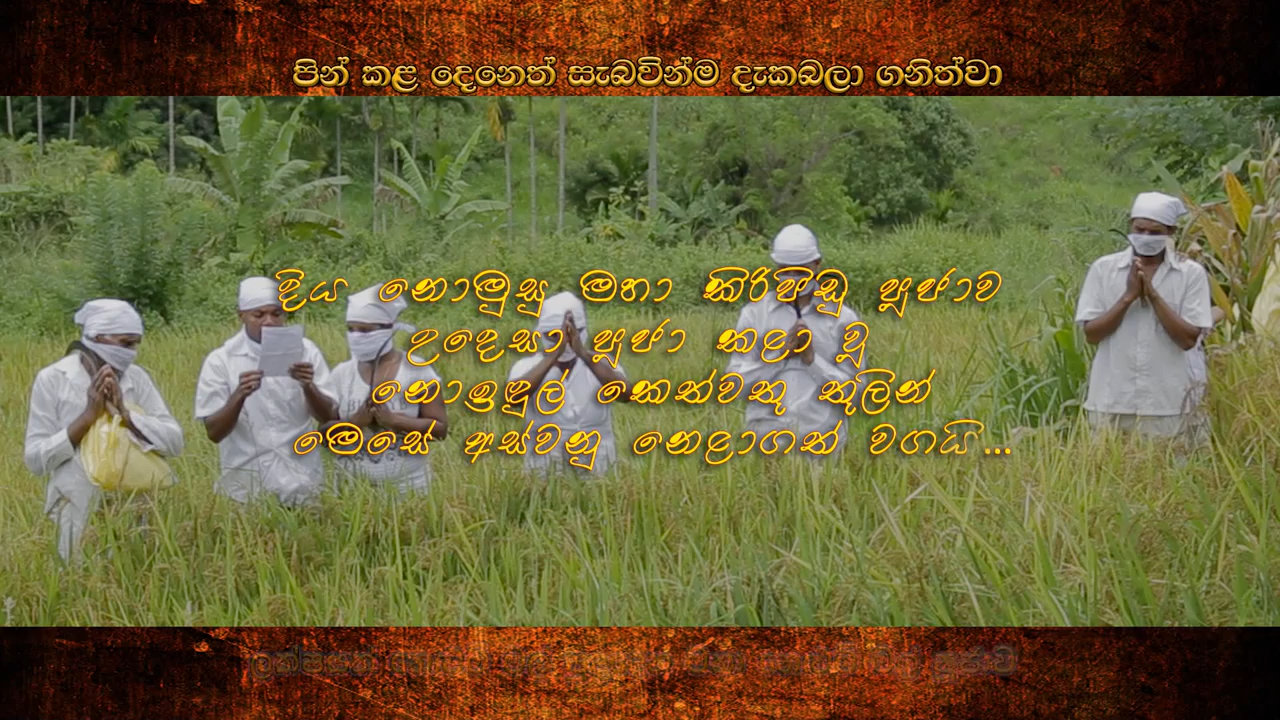 පින් කළ දෙනෙත් සැබවින්ම දැකබලා ගනිත්වා
දිය නොමුසු මහා කිරිපිඬු පූජාව
උදෙසා පූජා කළා වූ
නොඉඳුල් කෙත්වතු තුලින්
මෙසේ අස්වනු නෙළාගත් වගයි...